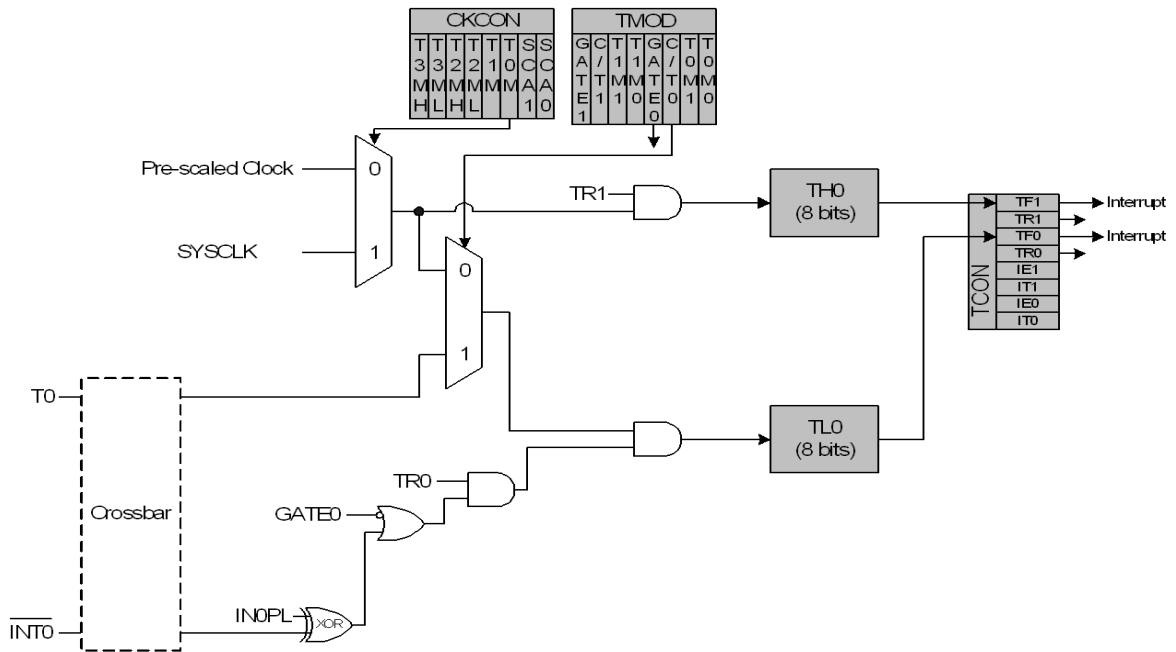 CKCON
T3MH
T3ML
T2MH
T2ML
T1M
T0M
SCA1
SCA0
TMOD
GATE1
C/T1
T1M1
T1M0
GATE0
C/T0
T0M1
T0M0
Pre-scaled Clock
0
SYSCLK
1
TR1
TH0
(8 bits)
TCON
TF1
TR1
TF0
TR0
IE1
IT1
IE0
IT0
Interrupt
Interrupt
0
1
T0
Crossbar
TL0
(8 bits)
TR0
GATE0
IN0PL
XOR
INT0